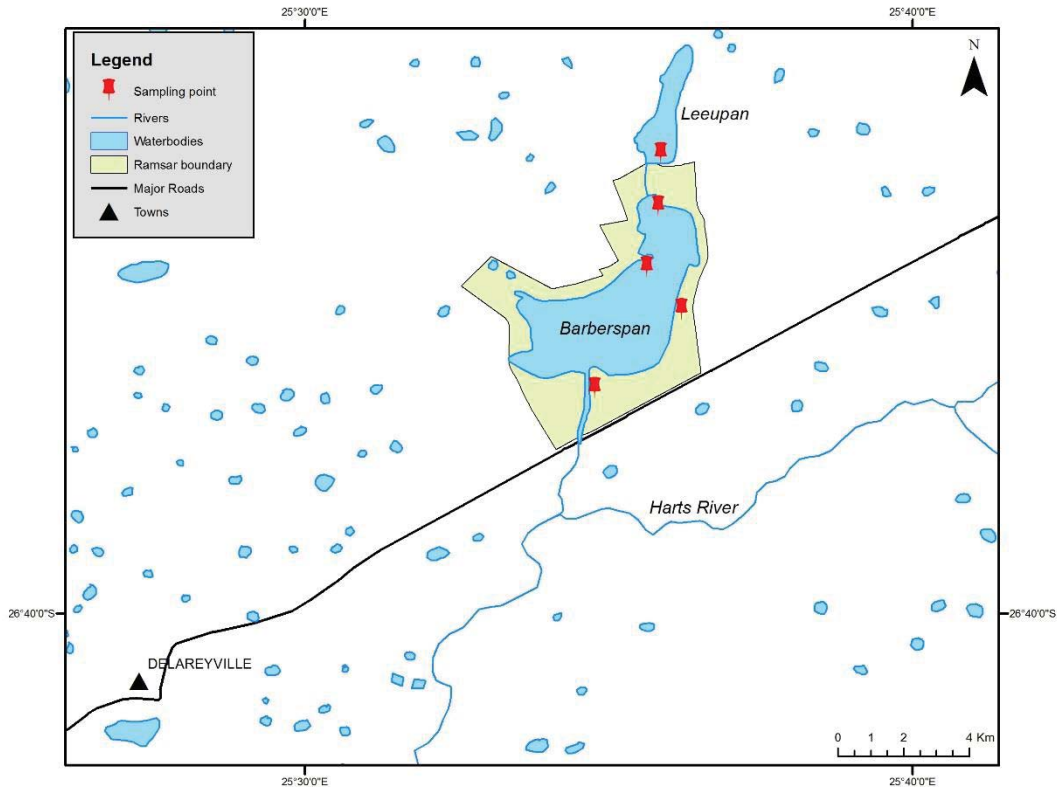 25°30'0"E
25°40'0"E
Legend
Sampling point
Rivers
Waterbodies
Ramsar boundary
Major Roads
Towns
N
Leeupan
Barberspan
Harts River
26°40'0"S
26°40'0"S
DELAREYVILLE
0 1 2 4 Km
25°30'0"E
25°40'0"E